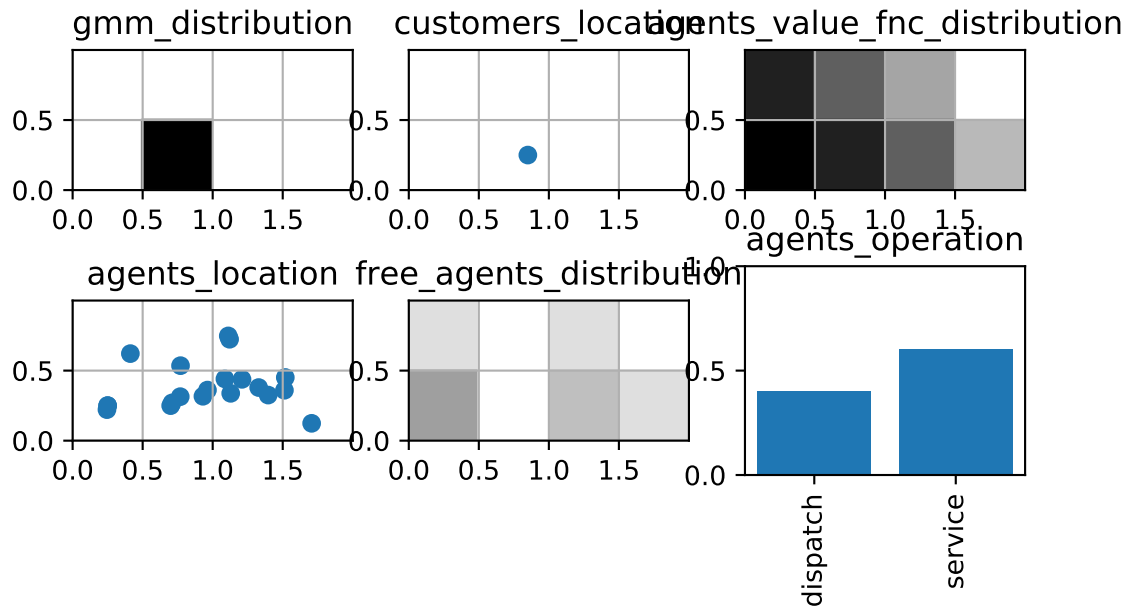 gmm_distribution
customers_location
agents_value_fnc_distribution
0.5
0.0
0.0 0.5 1.0 1.5
0.5
0.0
0.0 0.5 1.0 1.5
0.5
0.0
0.0 0.5 1.0 1.5
agents_location
free_agents_distribution
agents_operation
0.5
0.0
0.0 0.5 1.0 1.5
0.5
0.0
0.0 0.5 1.0 1.5
1.0
0.5
0.0
dispatch
service